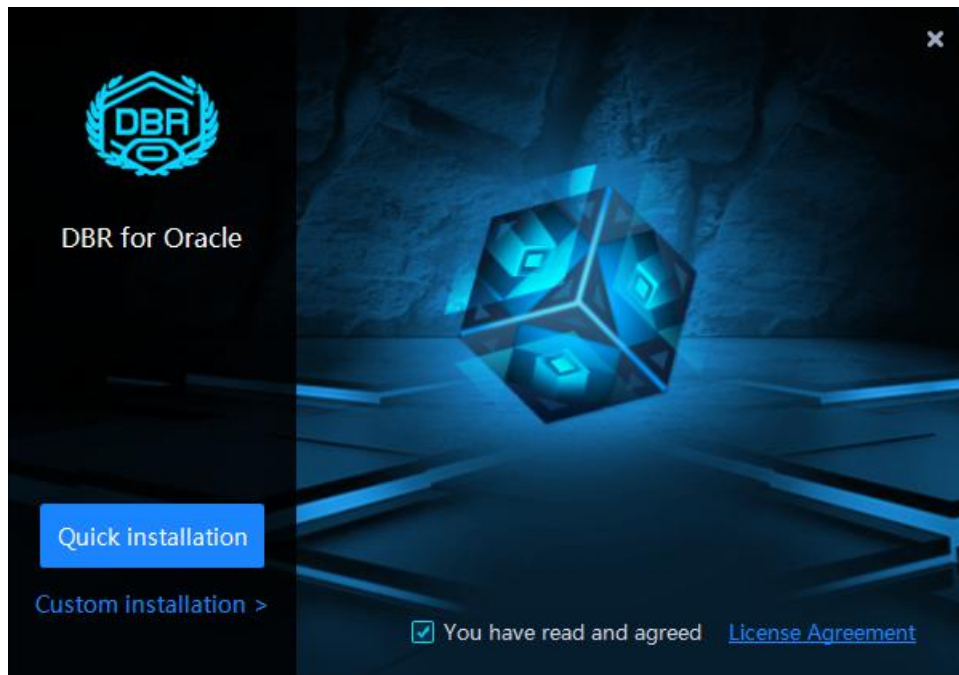 DBR
DBR for Oracle
Quick installation
Custom installation >
You have read and agreed License Agreement